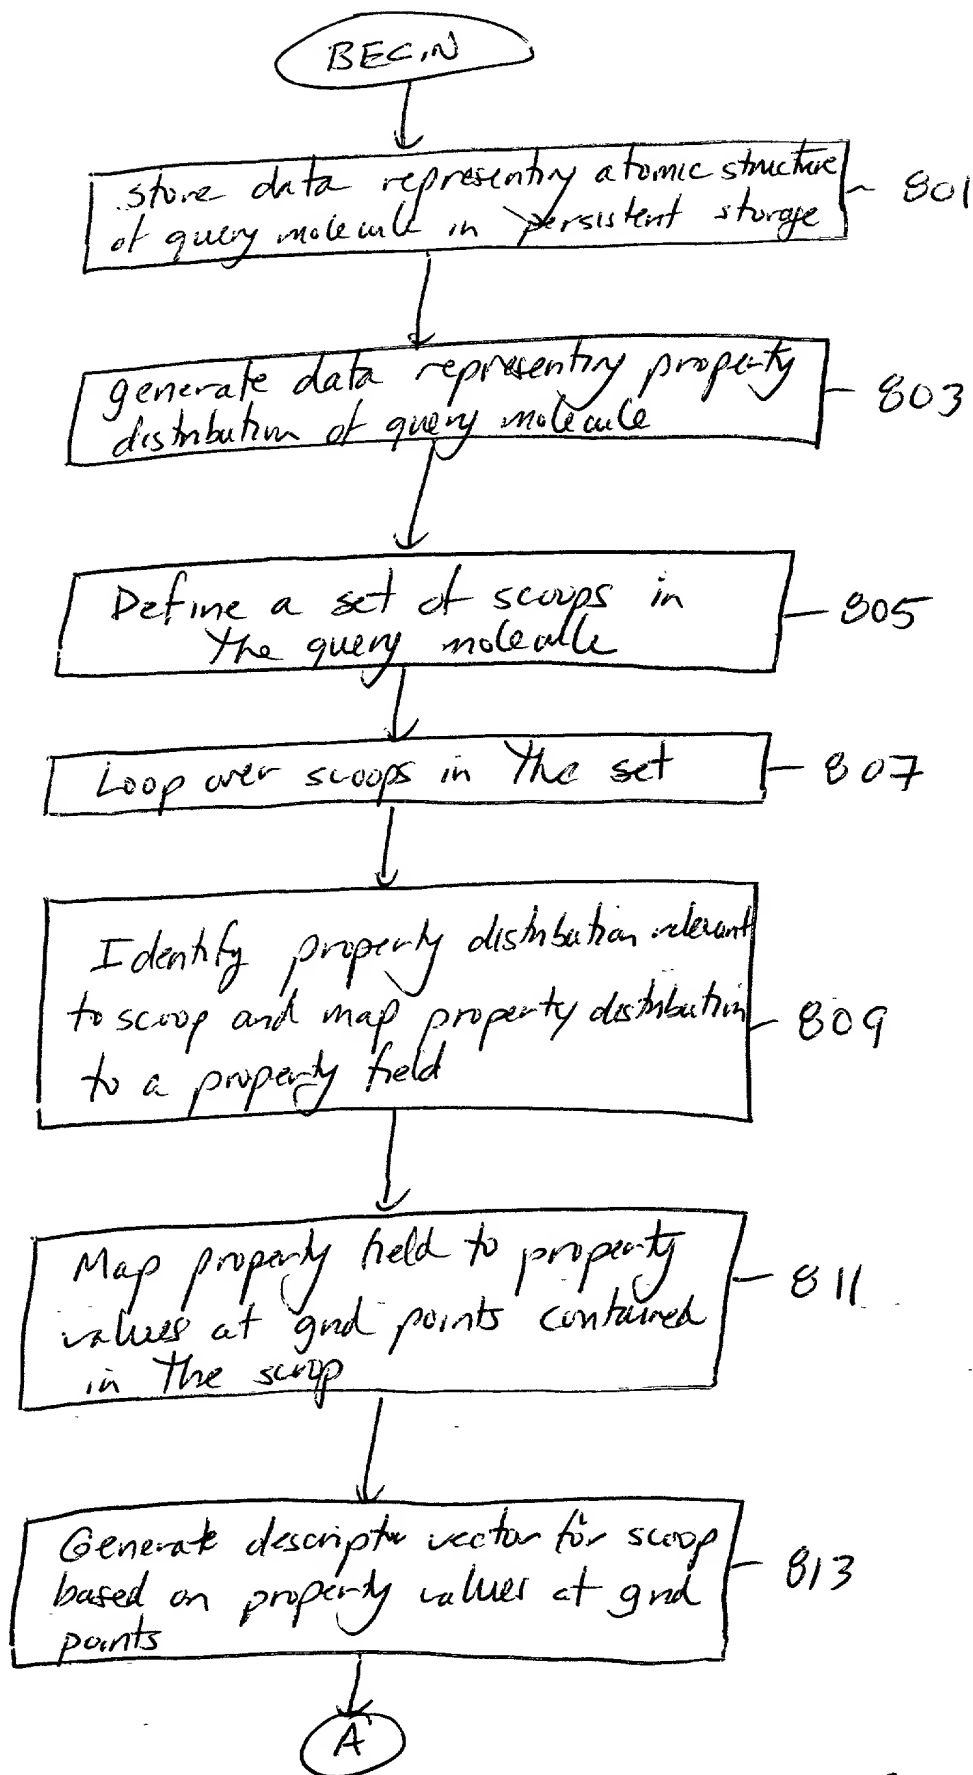 BEGIN
store data representing atomic structure
801
of query molecule in persistent storage
generate data representing property
803
distribution of query molecule
Define a set of scoops in
805
the query molecule
Loop over scoops in the set
807
Identify property distribution relevant
to scoop and map property distribution
809
to a property field
Map property field to property
811
values at grid points contained
in the scoop
Generate descriptor vector for scoop
813
based on property values at grid
points
A